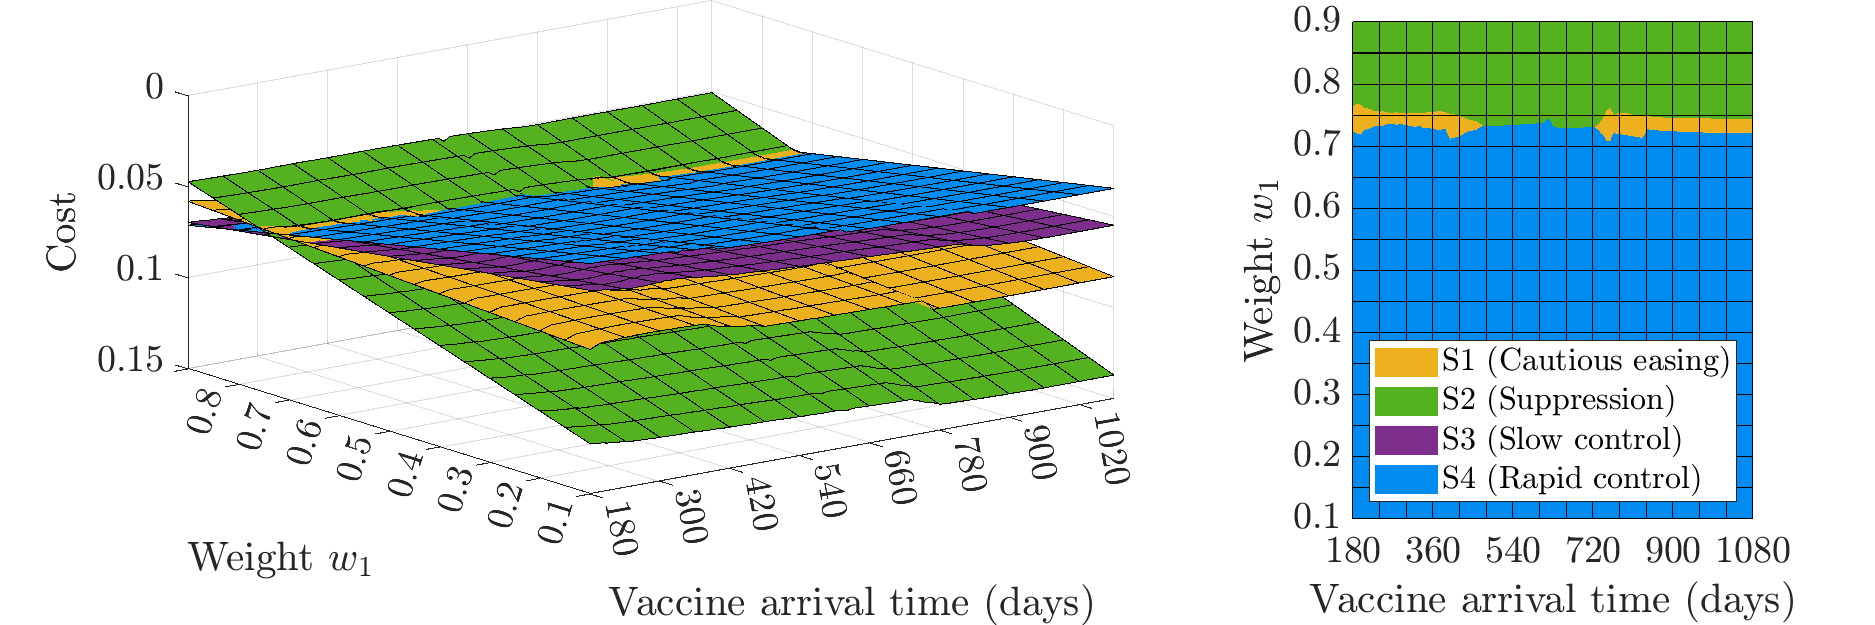 0
0.05
0.1
0.15
Cost
0.8
0.7
0.6
0.5
0.4
0.3
0.2
0.1
Weight w₁
180
300
420
540
660
780
900
1020
Vaccine arrival time (days)
0.9
0.8
0.7
0.6
0.5
0.4
0.3
0.2
0.1
Weight w₁
S1 (Cautious easing)
S2 (Suppression)
S3 (Slow control)
S4 (Rapid control)
180 360 540 720 900 1080
Vaccine arrival time (days)